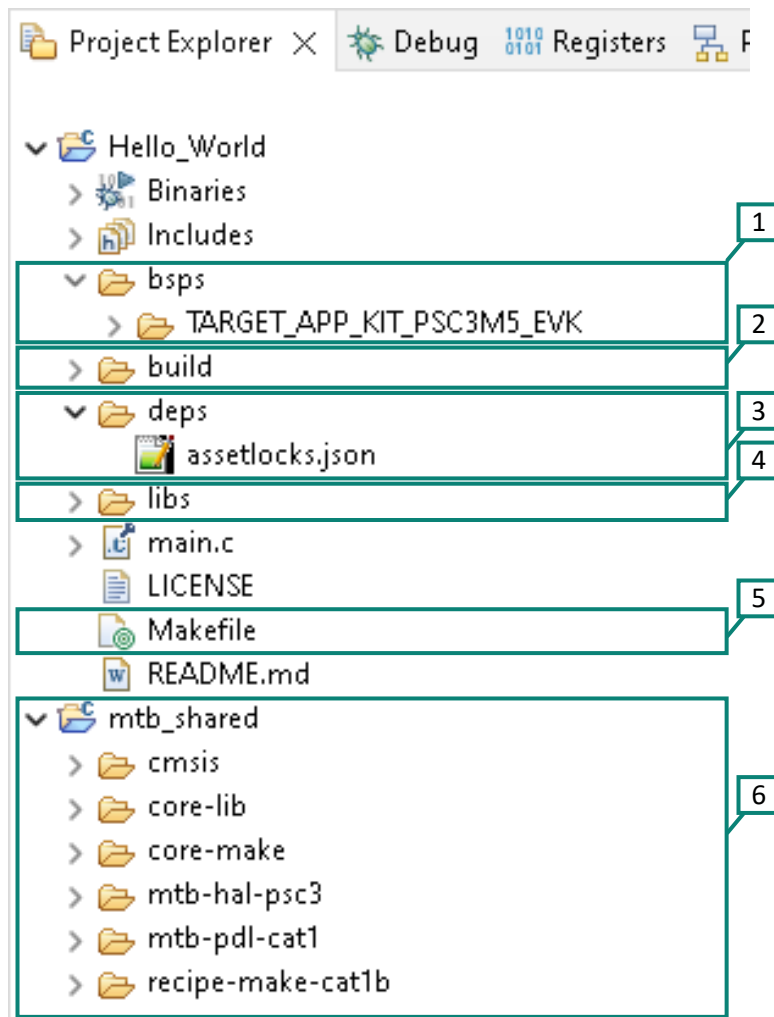 Project Explorer Debug 1010 0101 Registers
Hello_World
Binaries
Includes
1
bsps
TARGET_APP_KIT_PSC3M5_EVK
2
build
3
deps
assetlocks.json
4
libs
main.c
LICENSE
5
Makefile
README.md
mtb_shared
cmsis
6
core-lib
core-make
mtb-hal-psc3
mtb-pdl-cat1
recipe-make-cat1b